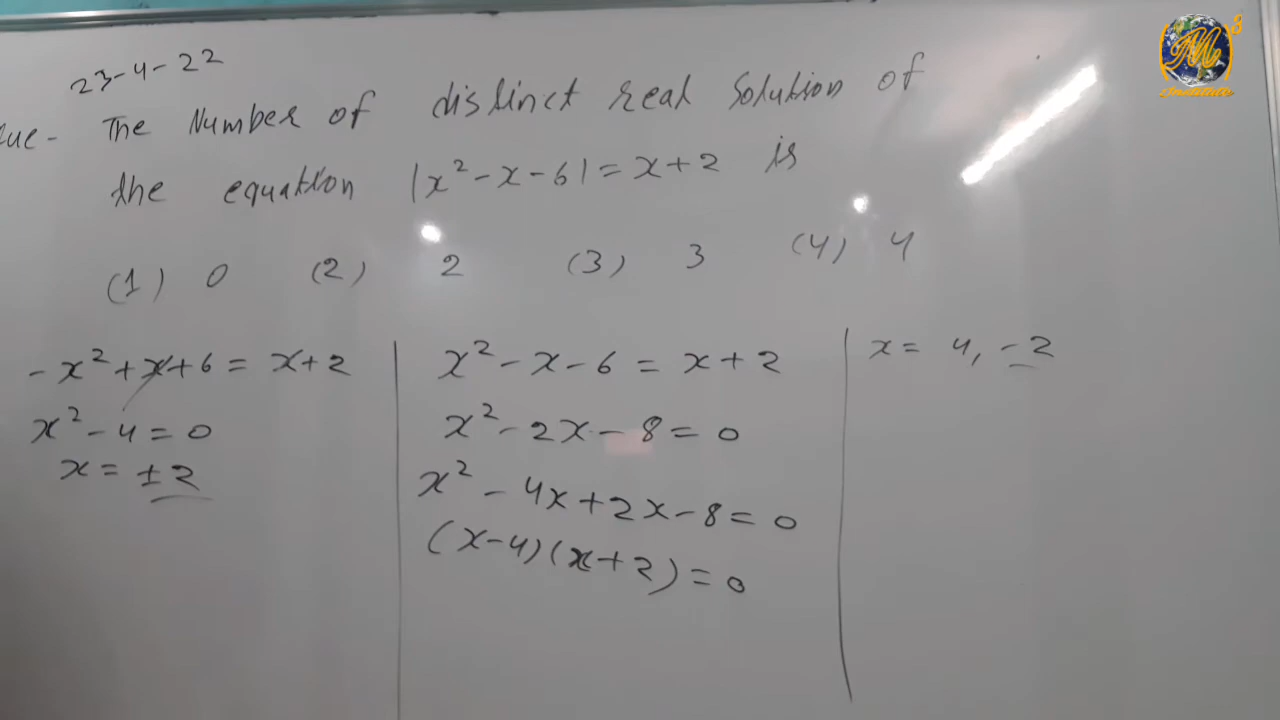 23-4-22
The Number of distinct real Solution of
the equation |x²-x-6| = x+2 is
(1) 0 (2) 2 (3) 3 (4) 4
-x²+x+6 = x+2
x²-4 = 0
x = ±2
x²-x-6 = x+2
x²-2x-8 = 0
x²-4x+2x-8 = 0
(x-4)(x+2) = 0
x = 4, -2
M 3
Institute